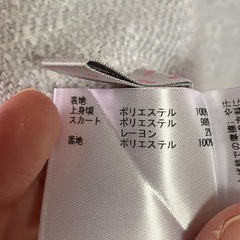 表地
上身頃 ポリエステル 100%
スカート ポリエステル 98%
レーヨン 2%
裏地 ポリエステル 100%